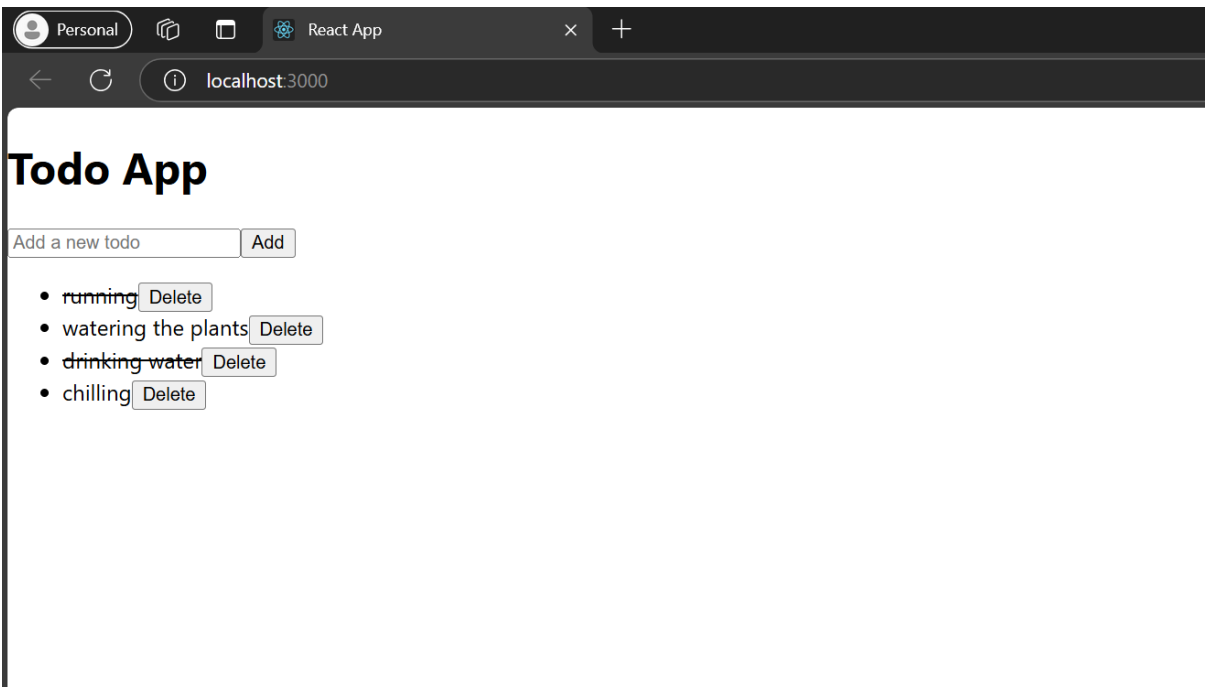 Personal React App
localhost:3000
Todo App
Add a new todo Add
running Delete
watering the plants Delete
drinking water Delete
chilling Delete